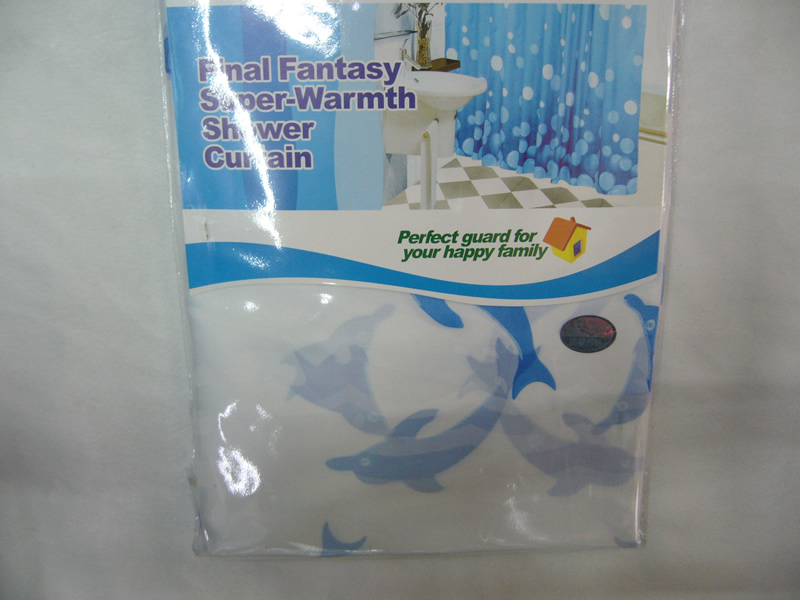 Final Fantasy
Super-Warmth
Shower
Curtain
Perfect guard for
your happy family